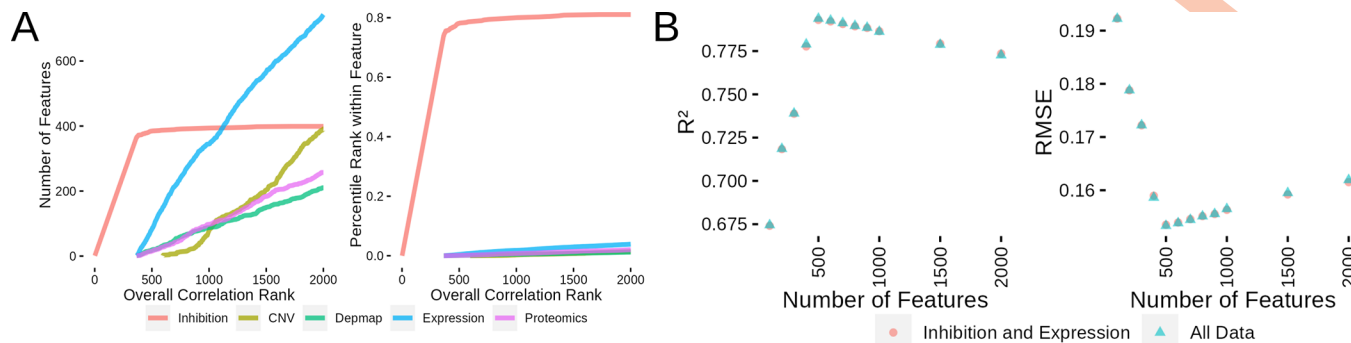 A
Number of Features
600
400
200
0
0
500
1000
1500
2000
Overall Correlation Rank
Percentile Rank within Feature
0.8
0.6
0.4
0.2
0.0
0
500
1000
1500
2000
Overall Correlation Rank
Inhibition
CNV
Depmap
Expression
Proteomics
B
R²
0.775
0.750
0.725
0.700
0.675
500
1000
1500
2000
Number of Features
RMSE
0.19
0.18
0.17
0.16
500
1000
1500
2000
Number of Features
Inhibition and Expression
All Data